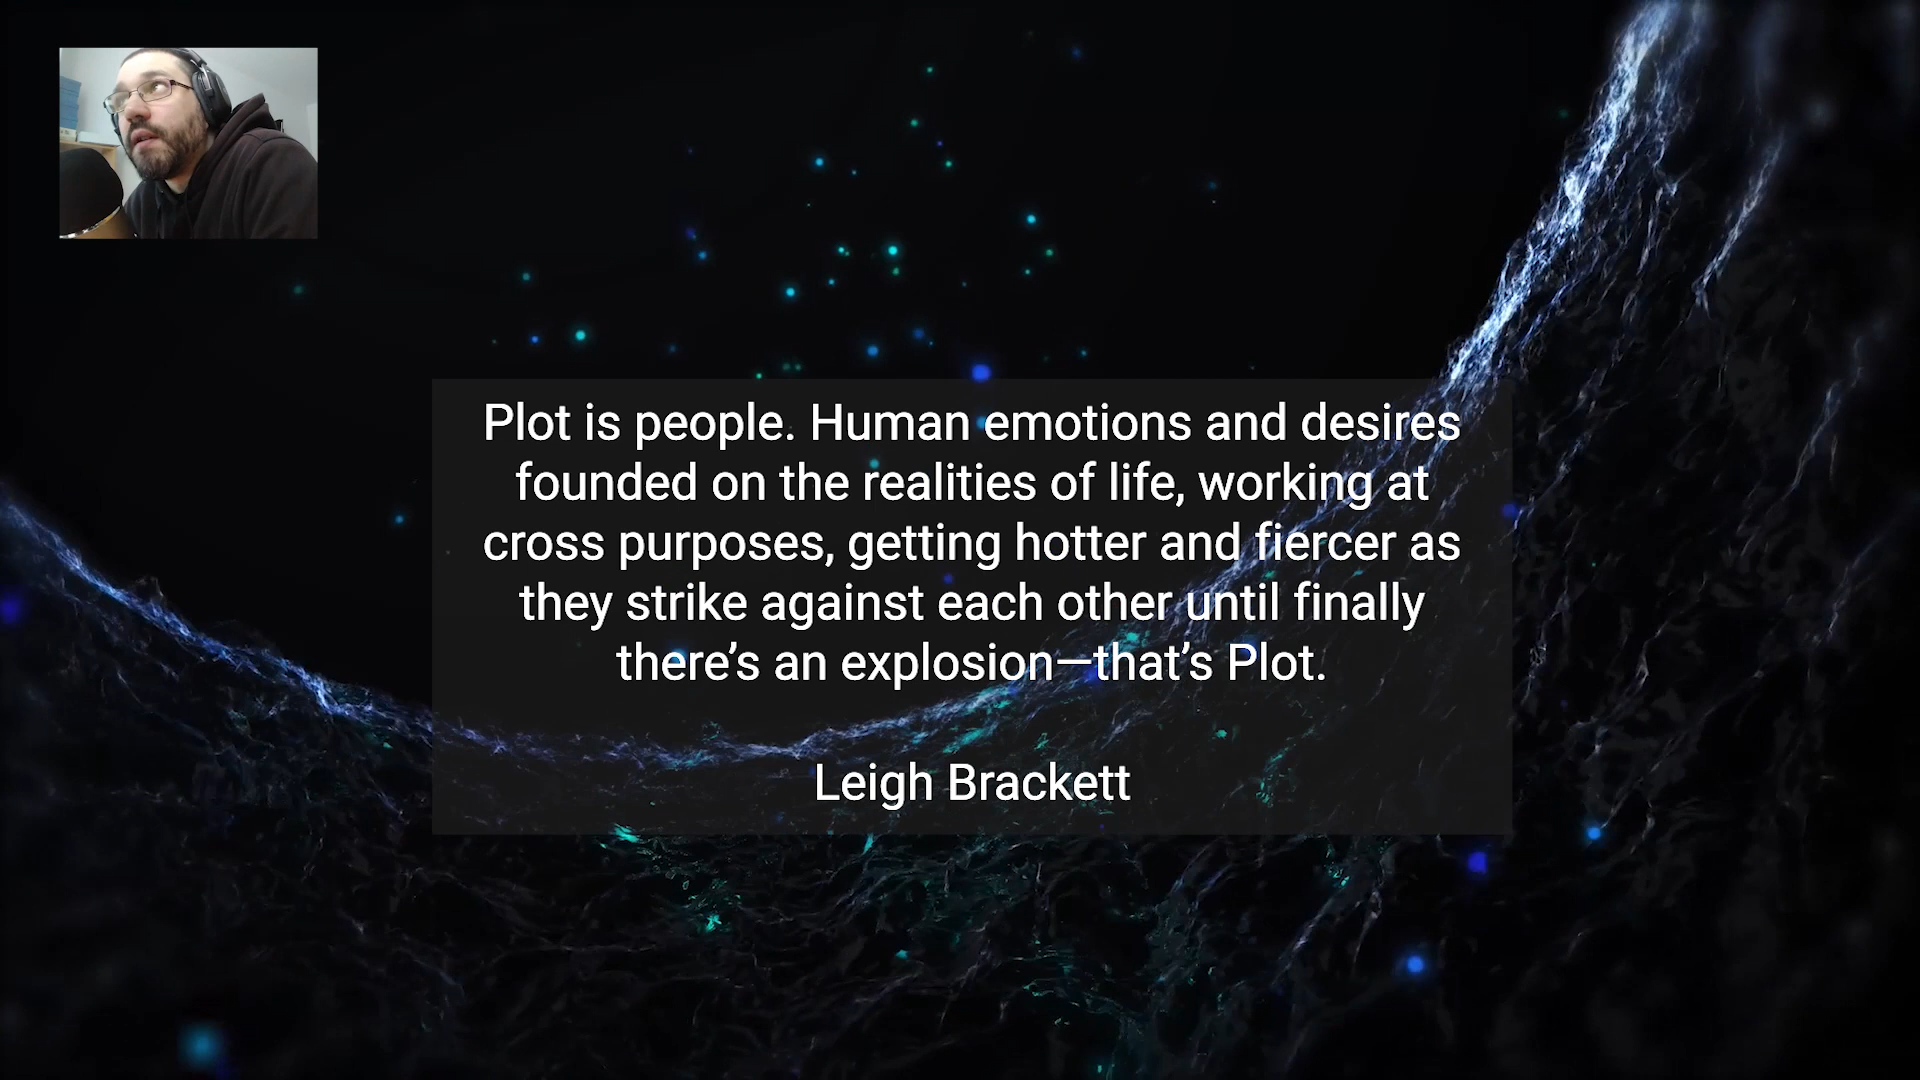 Plot is people. Human emotions and desires
founded on the realities of life, working at
cross purposes, getting hotter and fiercer as
they strike against each other until finally
there’s an explosion—that’s Plot.
Leigh Brackett